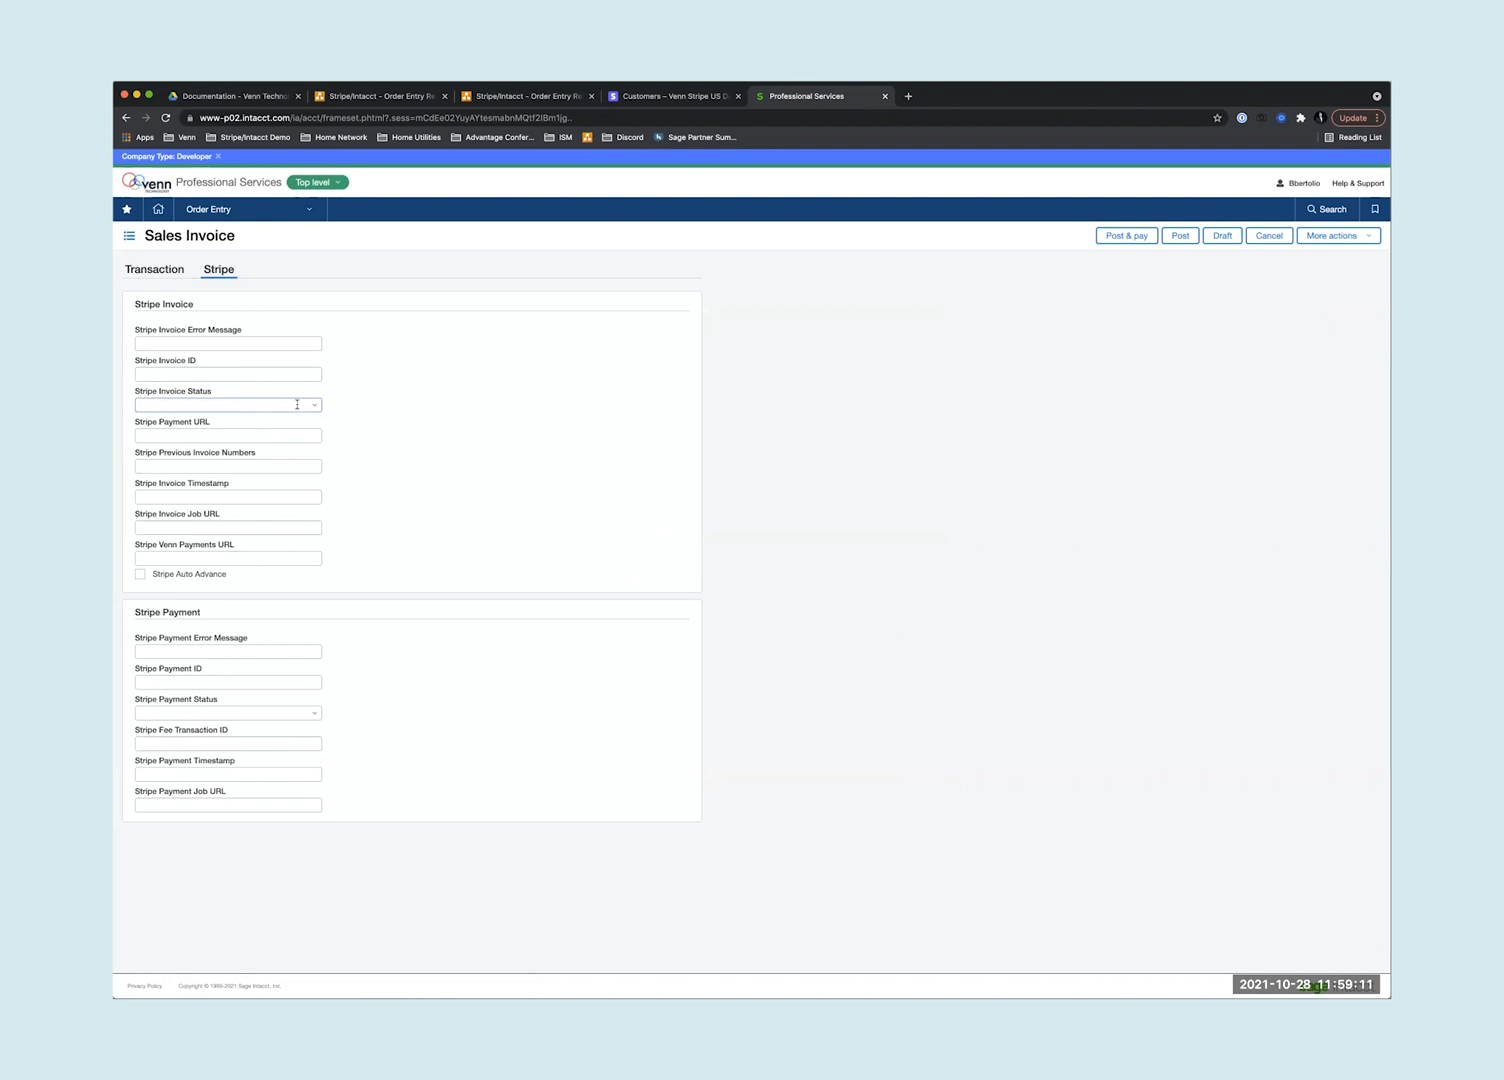 Documentation - Venn Techno
Stripe/Intacct - Order Entry Re
Stripe/Intacct - Order Entry Re
Customers – Venn Stripe US D
S Professional Services
www-p02.intacct.com/ia/acct/frameset.phtml?.sess=mCdEe02YuyAYtesmabnMQtf2IBm1jg..
Update
Apps
Venn
Stripe/Intacct Demo
Home Network
Home Utilities
Advantage Confer...
ISM
Discord
Sage Partner Sum...
Reading List
Company Type: Developer
venn
TECHNOLOGY
Professional Services
Top level
Bbertolio
Help & Support
Order Entry
Search
Sales Invoice
Post & pay
Post
Draft
Cancel
More actions
Transaction
Stripe
Stripe Invoice
Stripe Invoice Error Message
Stripe Invoice ID
Stripe Invoice Status
Stripe Payment URL
Stripe Previous Invoice Numbers
Stripe Invoice Timestamp
Stripe Invoice Job URL
Stripe Venn Payments URL
Stripe Auto Advance
Stripe Payment
Stripe Payment Error Message
Stripe Payment ID
Stripe Payment Status
Stripe Fee Transaction ID
Stripe Payment Timestamp
Stripe Payment Job URL
Privacy Policy
Copyright © 1999-2021 Sage Intacct, Inc.
2021-10-28 11:59:11